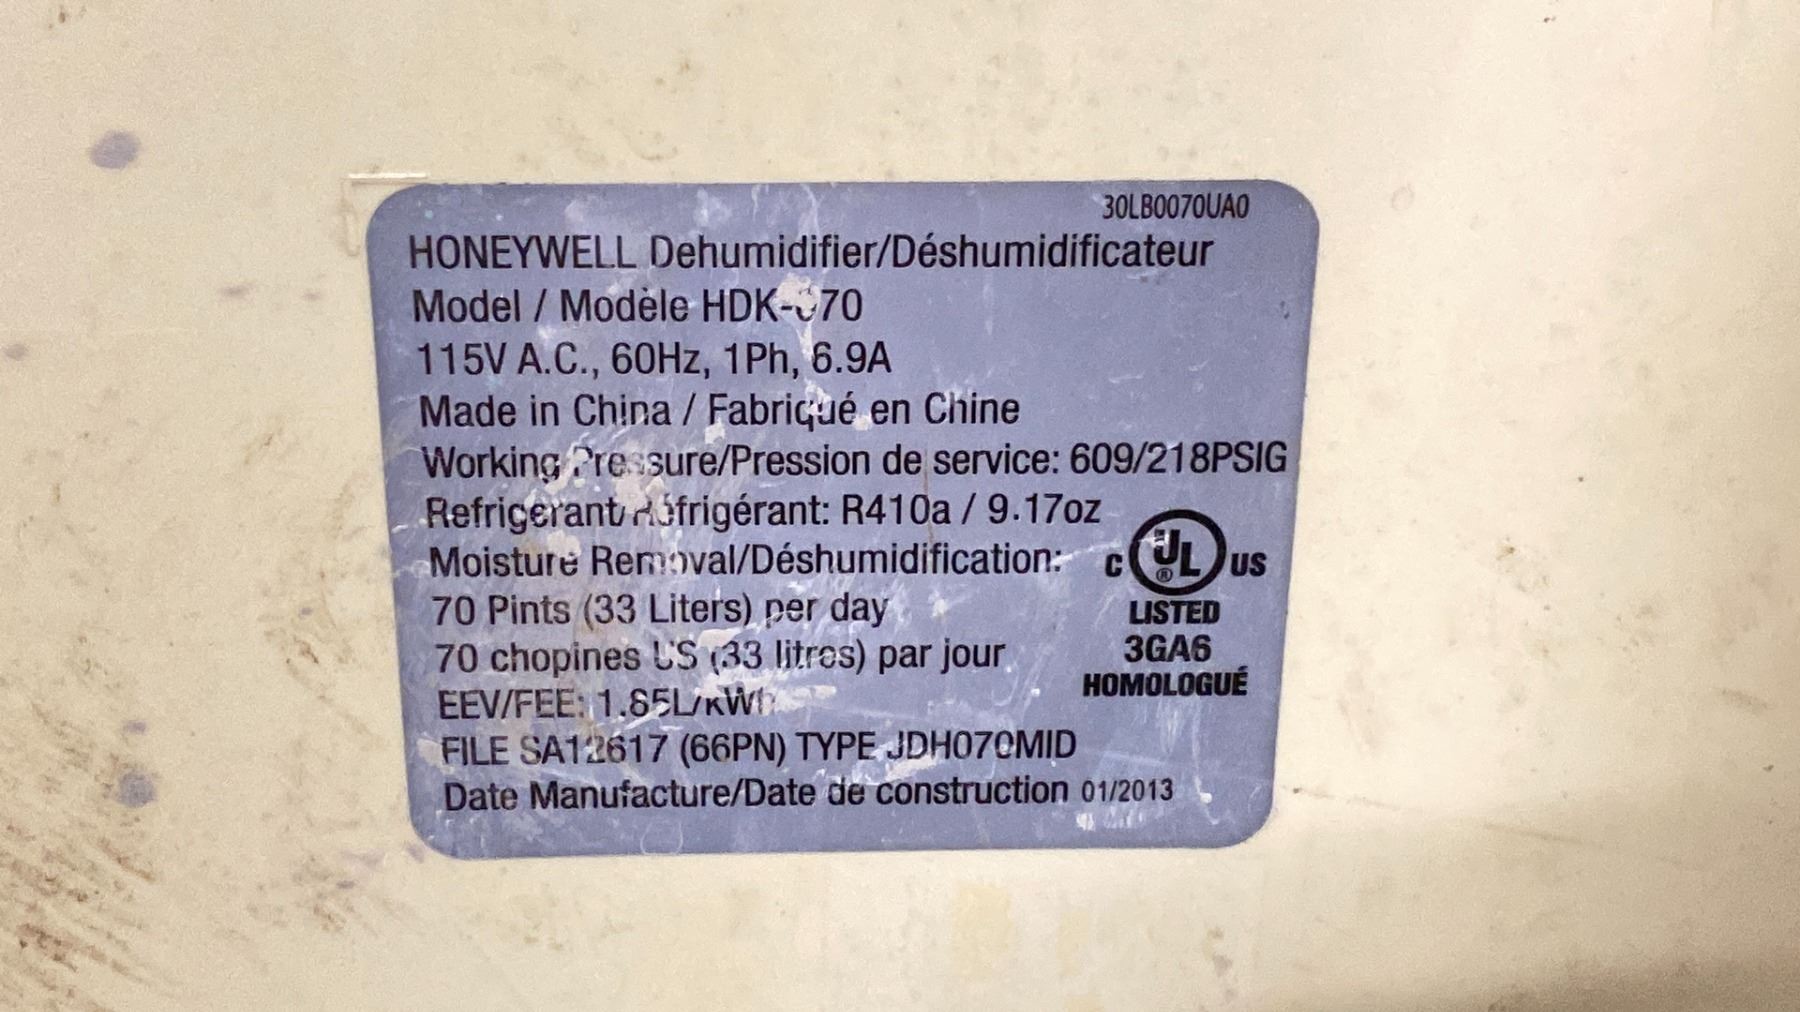 30LB0070UA0
HONEYWELL Dehumidifier/Déshumidificateur
Model / Modèle HDK-070
115V A.C., 60Hz, 1Ph, 6.9A
Made in China / Fabriqué en Chine
Working Pressure/Pression de service: 609/218PSIG
Refrigerant/Réfrigérant: R410a / 9.17oz
Moisture Removal/Déshumidification:
70 Pints (33 Liters) per day
70 chopines US (33 litres) par jour
EEV/FEE: 1.85L/kWh
FILE SA12617 (66PN) TYPE JDH070MID
Date Manufacture/Date de construction 01/2013
C UL® US
LISTED
3GA6
HOMOLOGUÉ